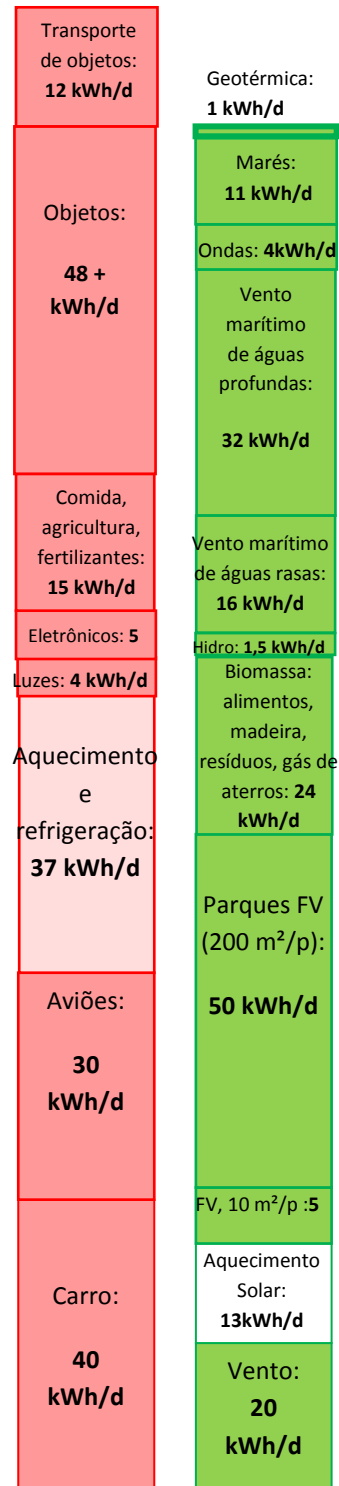 Transporte
de objetos:
12 kWh/d
Objetos:
48 +
kWh/d
Comida,
agricultura,
fertilizantes:
15 kWh/d
Eletrônicos: 5
Luzes: 4 kWh/d
Aquecimento
e
refrigeração:
37 kWh/d
Aviões:
30
kWh/d
Carro:
40
kWh/d
Geotérmica:
1 kWh/d
Marés:
11 kWh/d
Ondas: 4kWh/d
Vento
marítimo
de águas
profundas:
32 kWh/d
Vento marítimo
de águas rasas:
16 kWh/d
Hidro: 1,5 kWh/d
Biomassa:
alimentos,
madeira,
resíduos, gás de
aterros: 24
kWh/d
Parques FV
(200 m²/p):
50 kWh/d
FV, 10 m²/p :5
Aquecimento
Solar:
13kWh/d
Vento:
20
kWh/d